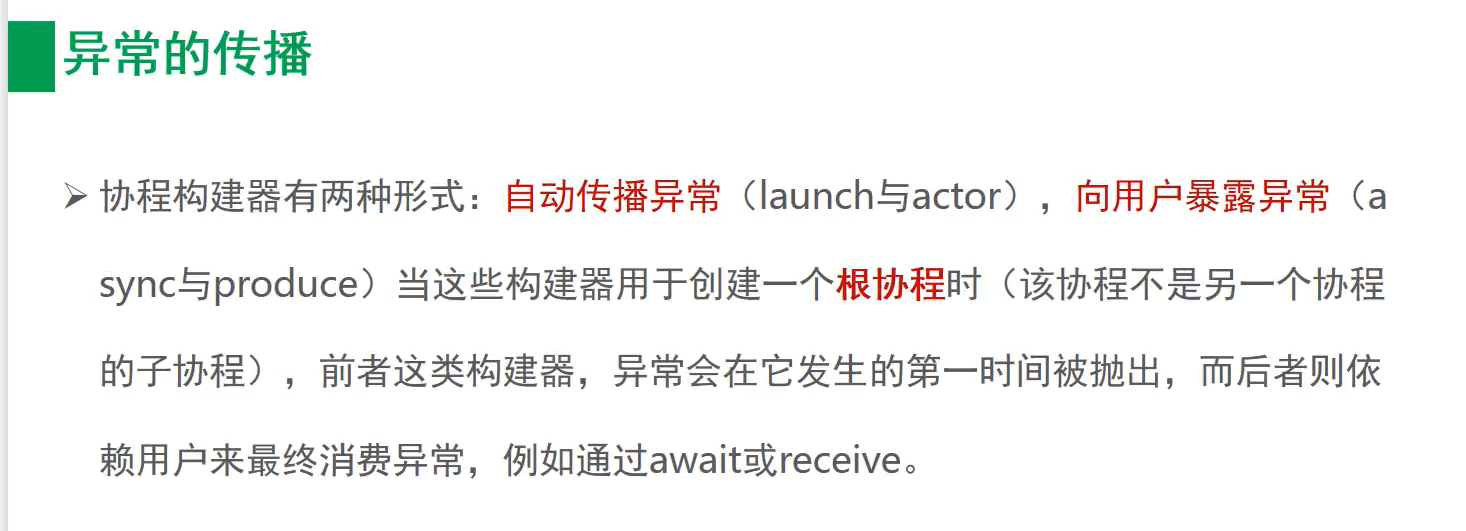 异常的传播
➢ 协程构建器有两种形式：自动传播异常（launch与actor），向用户暴露异常（a
sync与produce）当这些构建器用于创建一个根协程时（该协程不是另一个协程
的子协程），前者这类构建器，异常会在它发生的第一时间被抛出，而后者则依
赖用户来最终消费异常，例如通过await或receive。